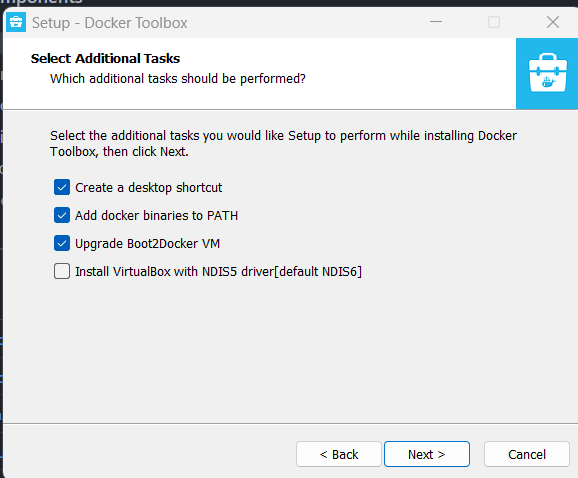 mponents
Setup - Docker Toolbox
Select Additional Tasks
Which additional tasks should be performed?
Select the additional tasks you would like Setup to perform while installing Docker
Toolbox, then click Next.
Create a desktop shortcut
Add docker binaries to PATH
Upgrade Boot2Docker VM
Install VirtualBox with NDIS5 driver[default NDIS6]
< Back
Next >
Cancel